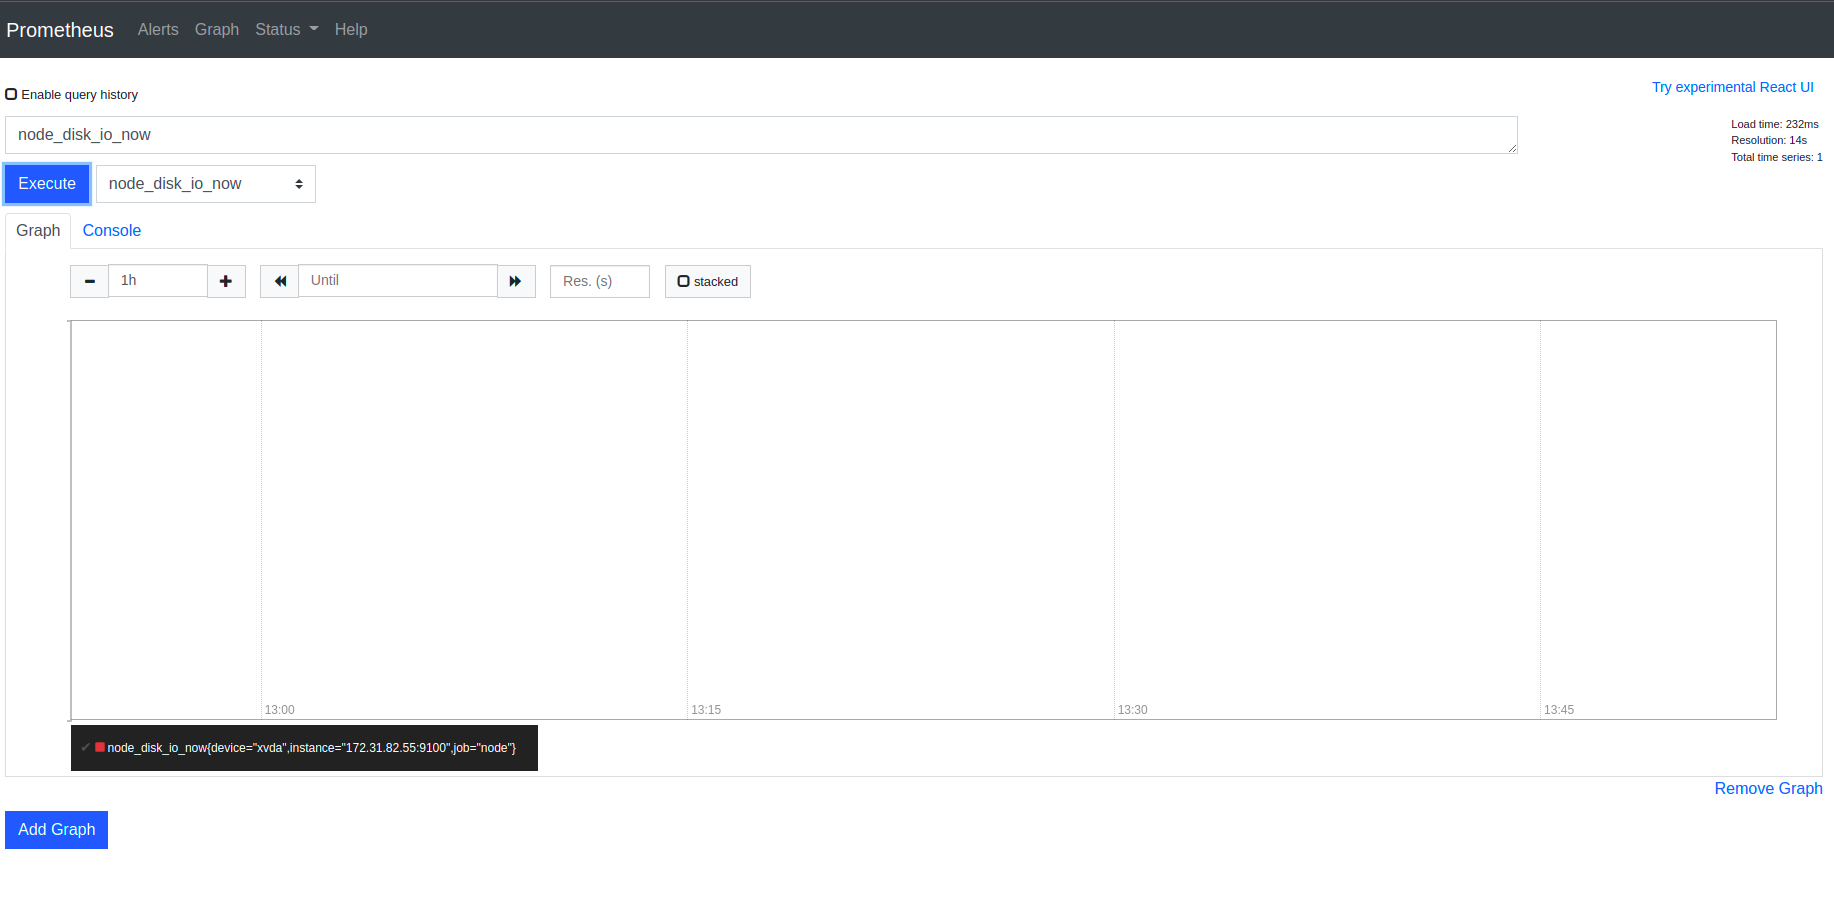 Prometheus Alerts Graph Status Help
Enable query history
Try experimental React UI
node_disk_io_now
Load time: 232ms
Resolution: 14s
Total time series: 1
Execute node_disk_io_now
Graph Console
1h Until Res. (s) stacked
13:00 13:15 13:30 13:45
node_disk_io_now{device="xvda",instance="172.31.82.55:9100",job="node"}
Remove Graph
Add Graph